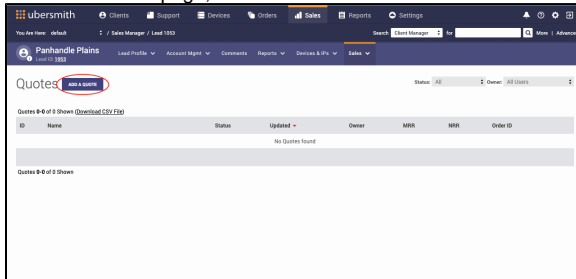 ubersmith Clients Support Devices Orders Sales Reports Settings
You Are Here: default / Sales Manager / Lead 1053 Search Client Manager for More | Advance
Panhandle Plains Lead Profile Account Mgmt Comments Reports Devices & IPs Sales
Lead ID: 1053
Quotes ADD A QUOTE Status: All Owner: All Users
Quotes 0-0 of 0 Shown (Download CSV File)
ID Name Status Updated Owner MRR NRR Order ID
No Quotes found
Quotes 0-0 of 0 Shown